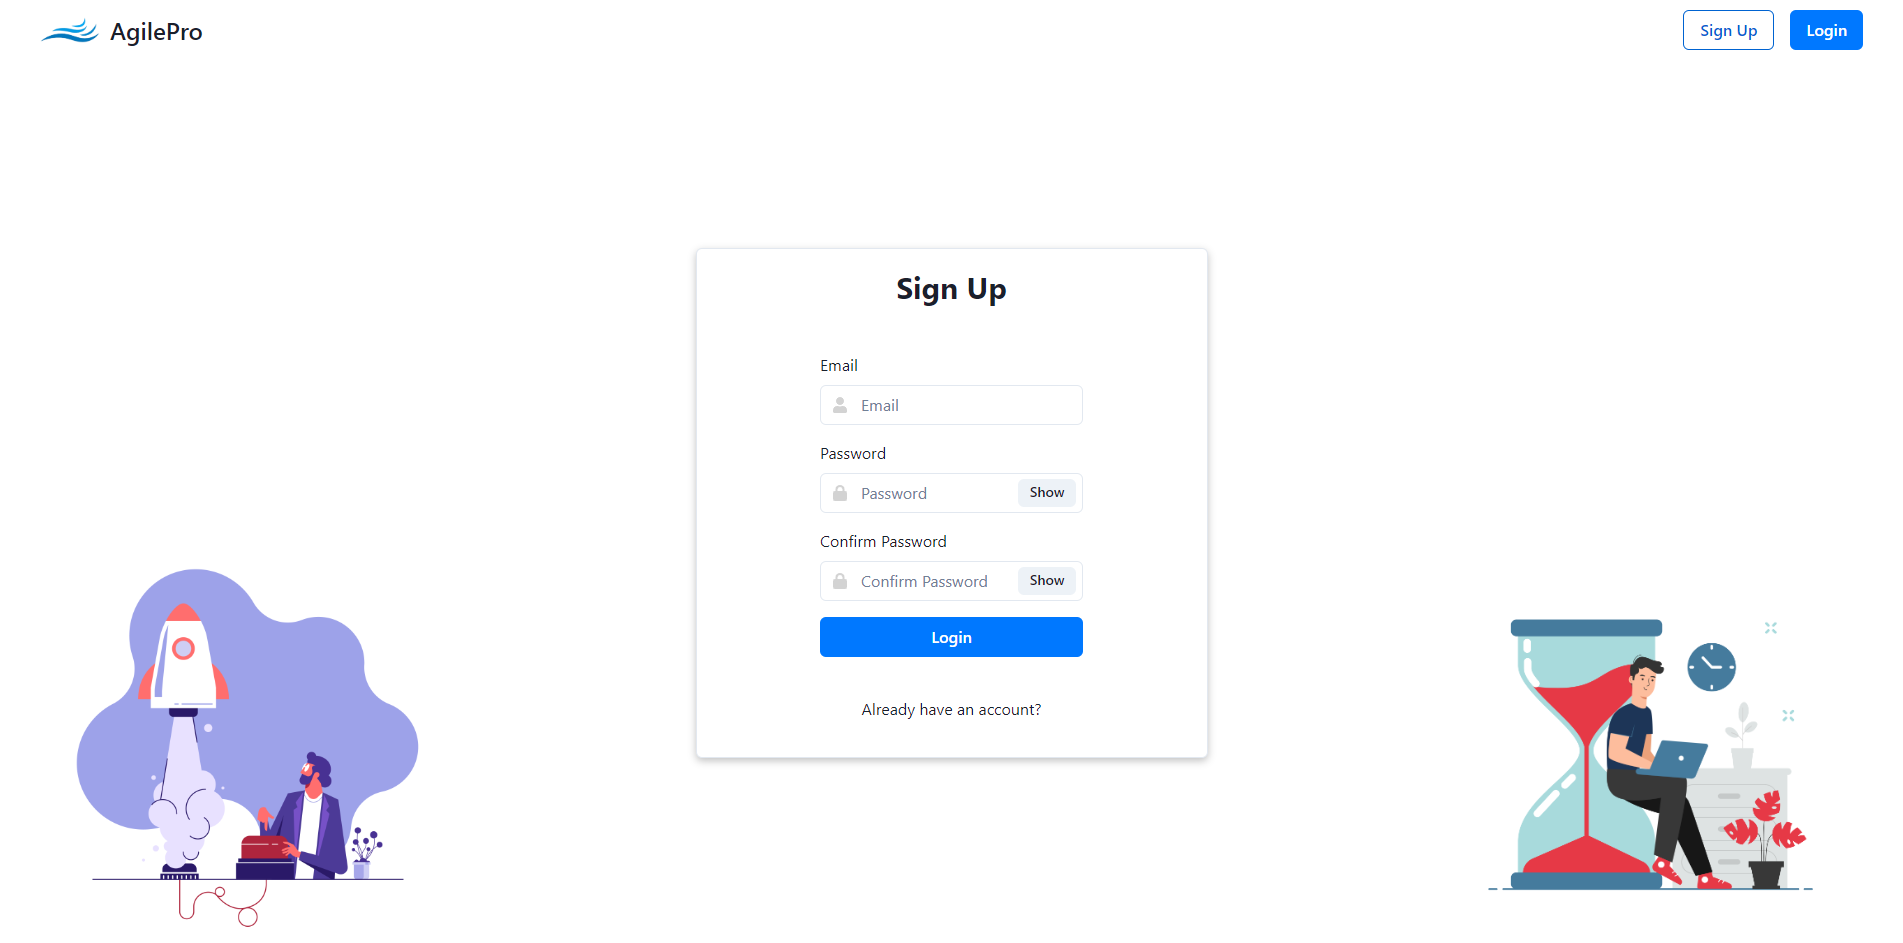 AgilePro
Sign Up
Login
Sign Up
Email
Email
Password
Password
Show
Confirm Password
Confirm Password
Show
Login
Already have an account?